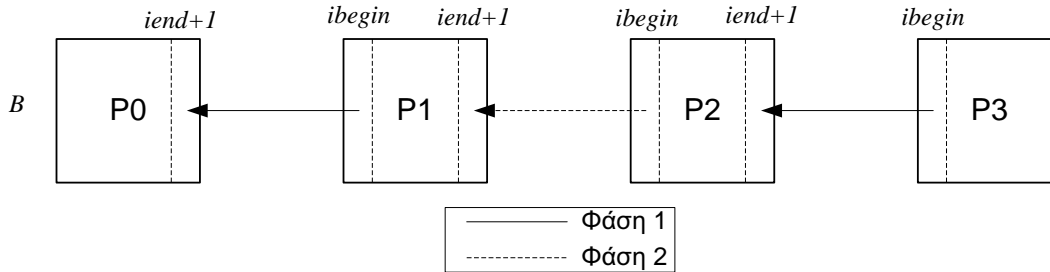 iend+1 ibegin iend+1 ibegin iend+1 ibegin
B P0 P1 P2 P3
Φάση 1
Φάση 2